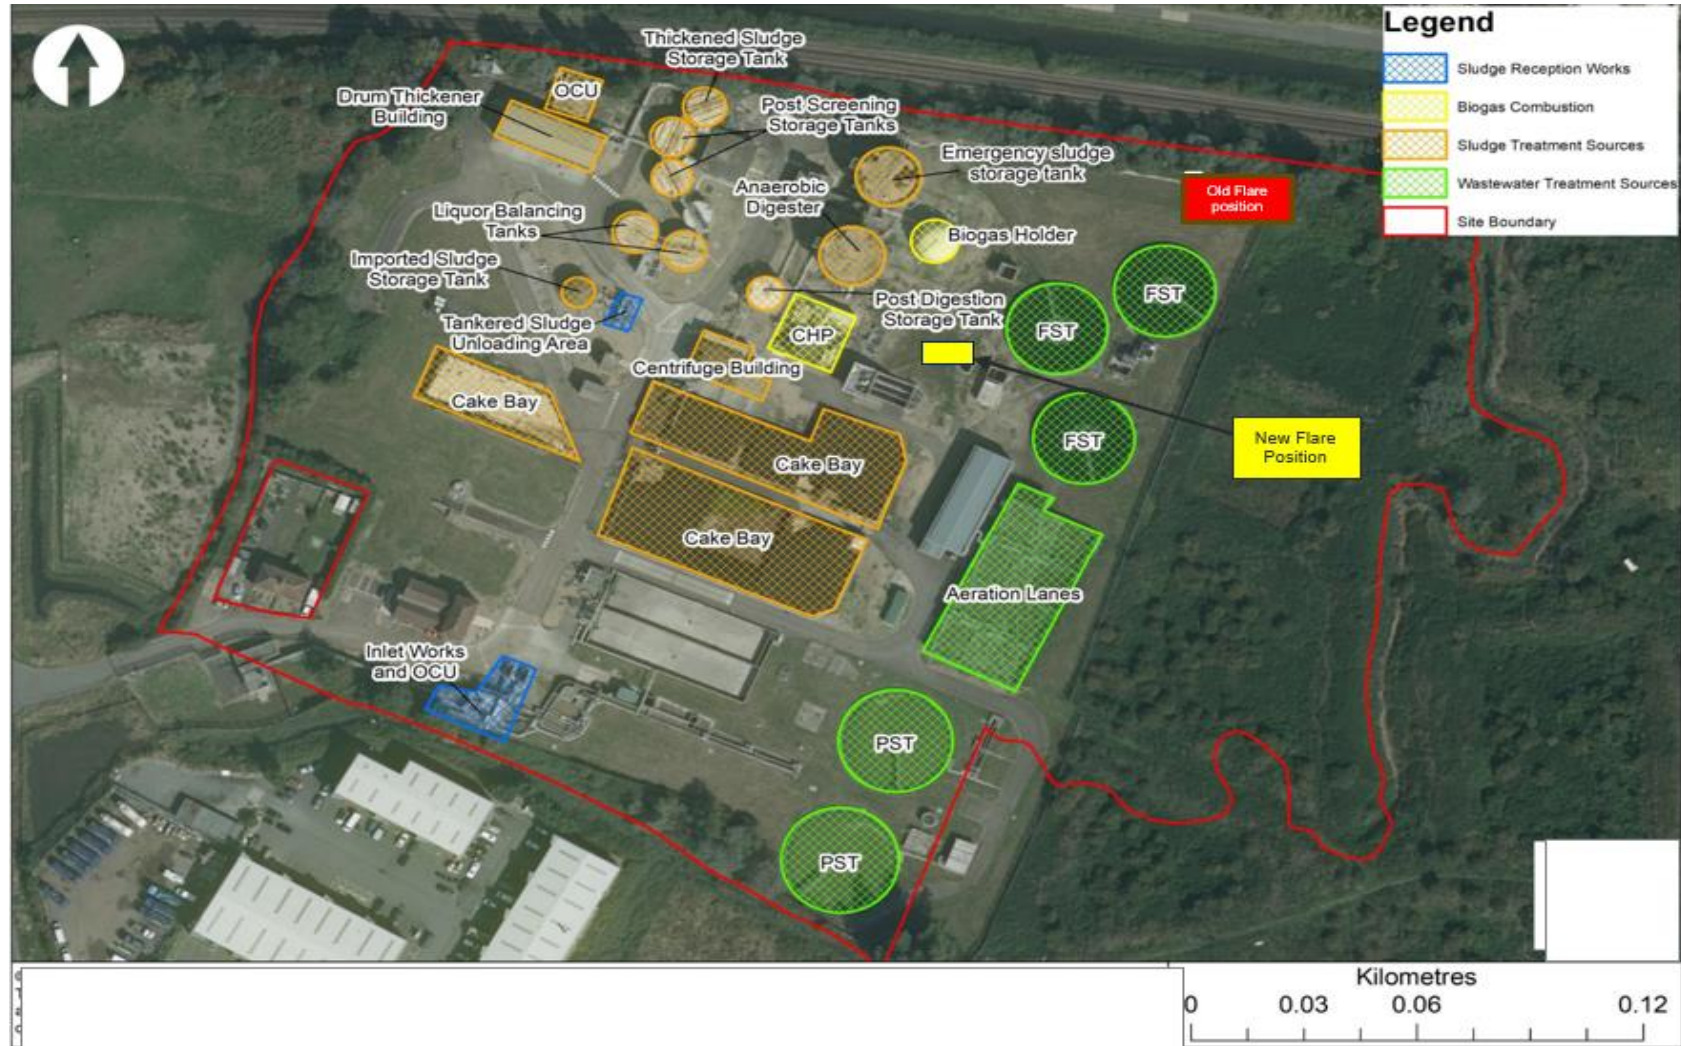 Legend
Sludge Reception Works
Biogas Combustion
Sludge Treatment Sources
Wastewater Treatment Sources
Site Boundary
Thickened Sludge
Storage Tank
OCU
Drum Thickener
Building
Post Screening
Storage Tanks
Emergency sludge
storage tank
Anaerobic
Digester
Old Flare
position
Liquor Balancing
Tanks
Biogas Holder
Imported Sludge
Storage Tank
Post Digestion
Storage Tank
FST
FST
Tankered Sludge
Unloading Area
CHP
Centrifuge Building
Cake Bay
New Flare
Position
FST
Cake Bay
Cake Bay
Aeration Lanes
Inlet Works
and OCU
PST
PST
Kilometres
0 0.03 0.06 0.12